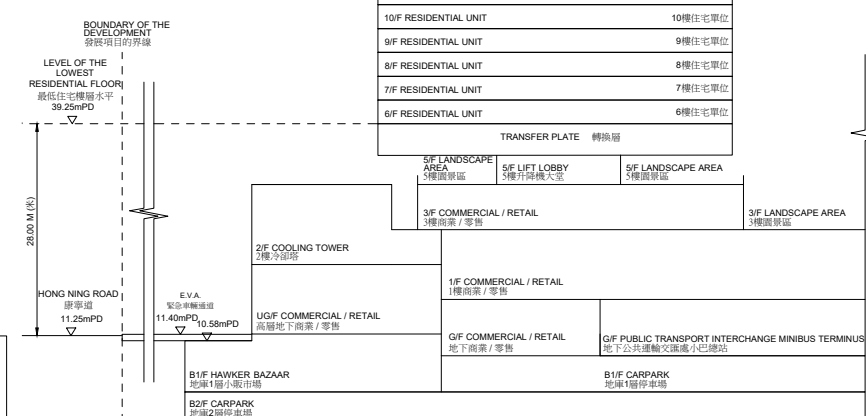 10/F RESIDENTIAL UNIT 10樓住宅單位
9/F RESIDENTIAL UNIT 9樓住宅單位
8/F RESIDENTIAL UNIT 8樓住宅單位
7/F RESIDENTIAL UNIT 7樓住宅單位
6/F RESIDENTIAL UNIT 6樓住宅單位
BOUNDARY OF THE
DEVELOPMENT
發展項目的界線
LEVEL OF THE
LOWEST
RESIDENTIAL FLOOR
最低住宅樓層水平
39.25mPD
TRANSFER PLATE 轉換層
5/F LANDSCAPE
AREA
5樓園景區
5/F LIFT LOBBY
5樓升降機大堂
5/F LANDSCAPE AREA
5樓園景區
3/F COMMERCIAL / RETAIL
3樓商業 / 零售
3/F LANDSCAPE AREA
3樓園景區
28.00 M (米)
2/F COOLING TOWER
2樓冷卻塔
1/F COMMERCIAL / RETAIL
1樓商業 / 零售
HONG NING ROAD
康寧道
11.25mPD
E.V.A.
緊急車輛通道
11.40mPD
10.58mPD
UG/F COMMERCIAL / RETAIL
高層地下商業 / 零售
G/F COMMERCIAL / RETAIL
地下商業 / 零售
G/F PUBLIC TRANSPORT INTERCHANGE MINIBUS TERMINUS
地下公共運輸交匯處小巴總站
B1/F HAWKER BAZAAR
地庫1層小販市場
B1/F CARPARK
地庫1層停車場
B2/F CARPARK
地庫2層停車場